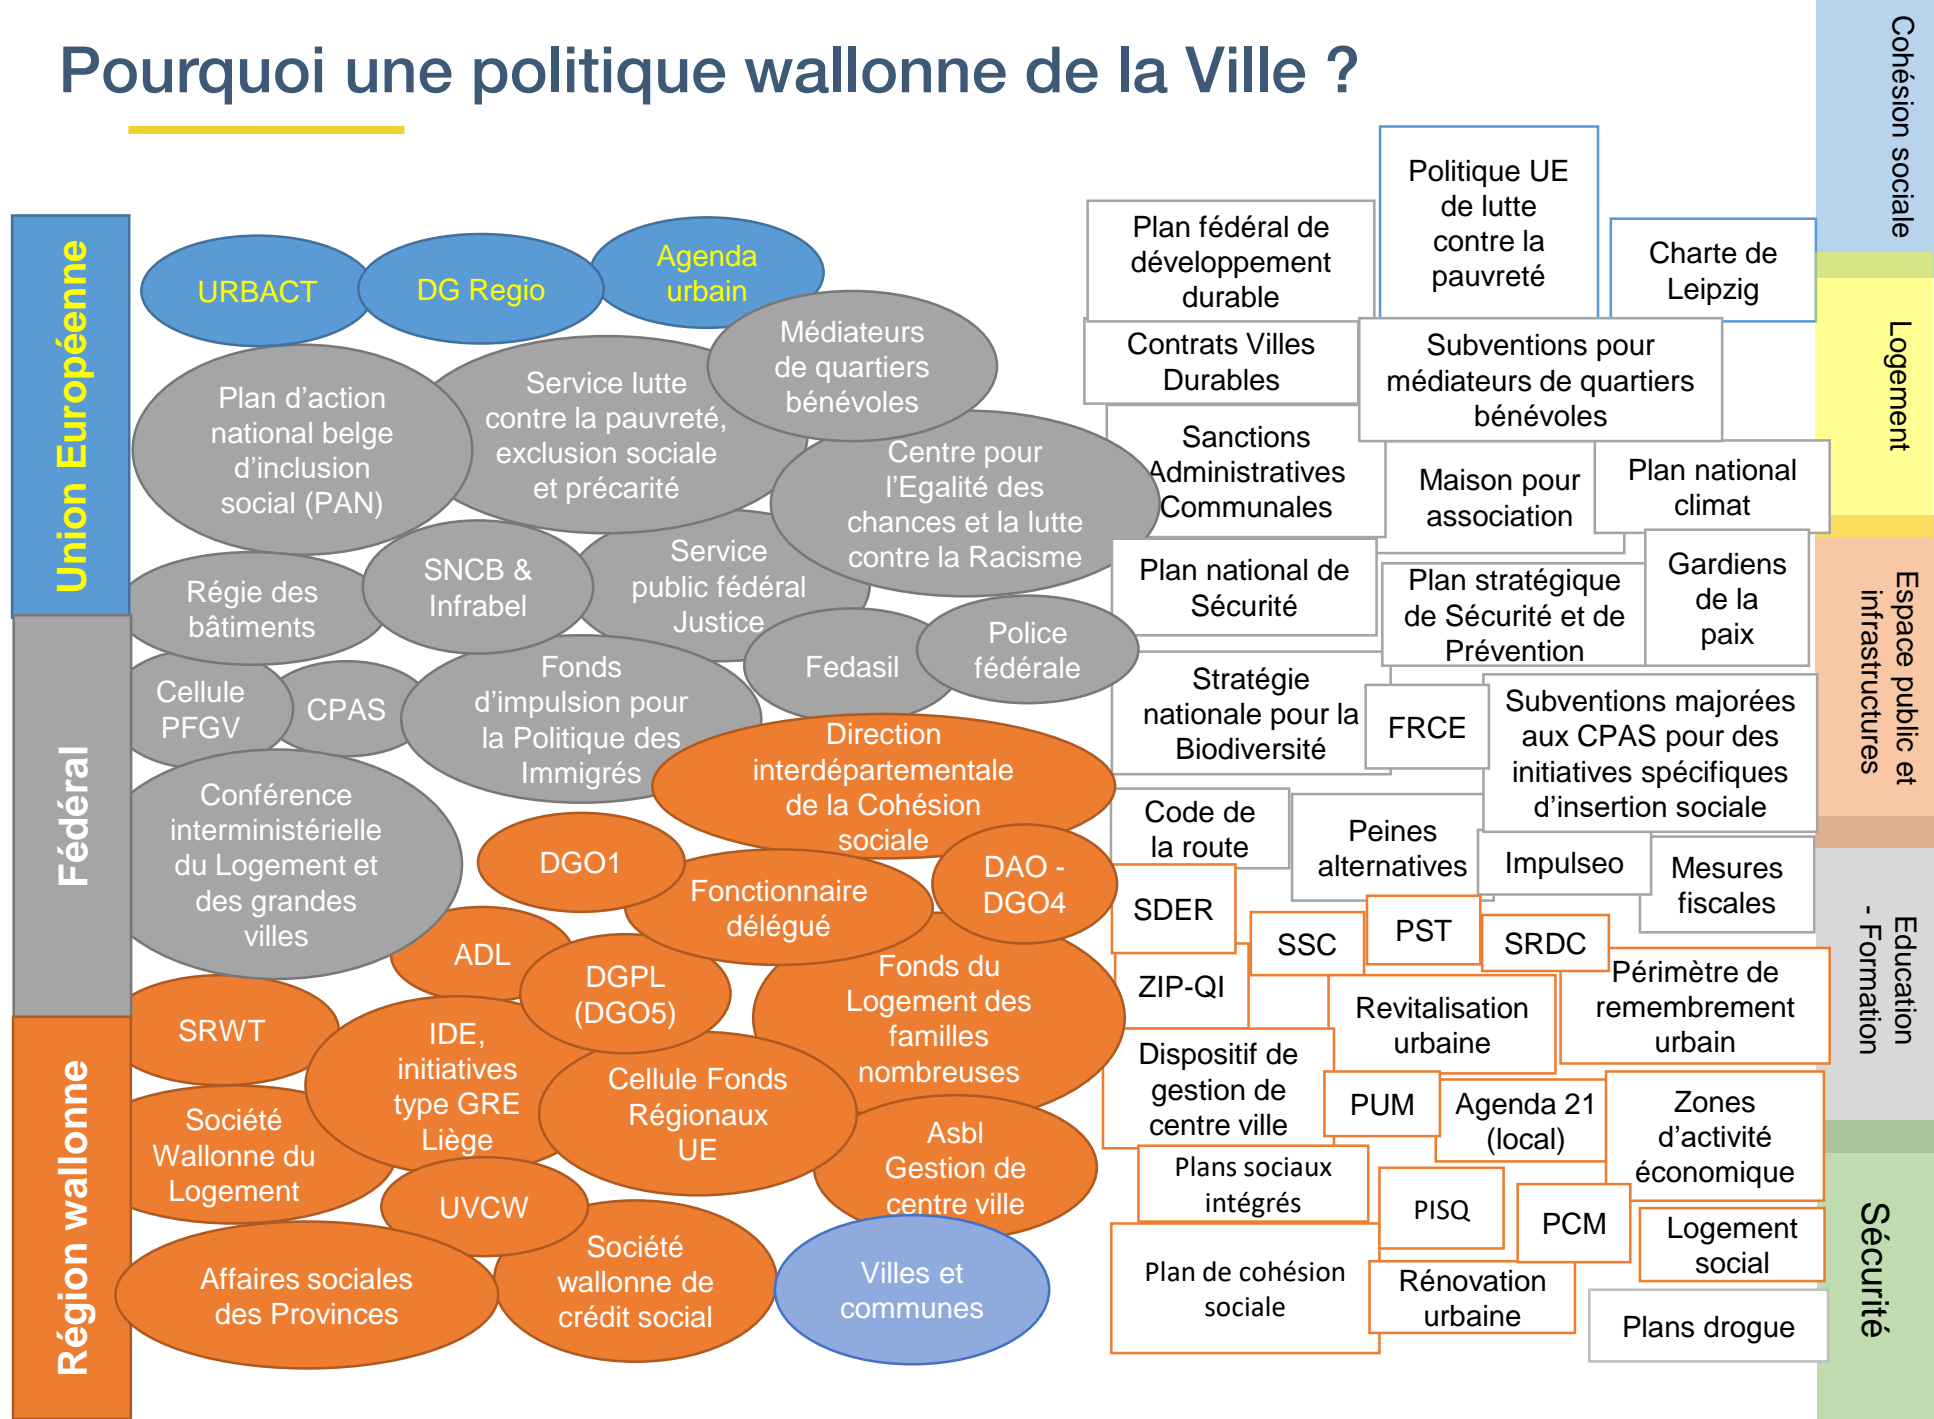 Pourquoi une politique wallonne de la Ville ?
Union Européenne
Fédéral
Région wallonne
URBACT
DG Regio
Agenda
urbain
Médiateurs
de quartiers
bénévoles
Plan d’action
national belge
d’inclusion
social (PAN)
Service lutte
contre la pauvreté,
exclusion sociale
et précarité
Centre pour
l’Egalité des
chances et la lutte
contre la Racisme
Régie des
bâtiments
SNCB &
Infrabel
Service
public fédéral
Justice
Fedasil
Police
fédérale
Cellule
PFGV
CPAS
Fonds
d’impulsion pour
la Politique des
Immigrés
Conférence
interministérielle
du Logement et
des grandes
villes
Direction
interdépartementale
de la Cohésion
sociale
DGO1
Fonctionnaire
délégué
DAO -
DGO4
ADL
DGPL
(DGO5)
Fonds du
Logement des
familles
nombreuses
SRWT
IDE,
initiatives
type GRE
Liège
Cellule Fonds
Régionaux
UE
Société
Wallonne du
Logement
UVCW
Asbl
Gestion de
centre ville
Affaires sociales
des Provinces
Société
wallonne de
crédit social
Villes et
communes
Plan fédéral de
développement
durable
Politique UE
de lutte
contre la
pauvreté
Charte de
Leipzig
Contrats Villes
Durables
Subventions pour
médiateurs de quartiers
bénévoles
Sanctions
Administratives
Communales
Maison pour
association
Plan national
climat
Plan national de
Sécurité
Plan stratégique
de Sécurité et de
Prévention
Gardiens
de la
paix
Stratégie
nationale pour la
Biodiversité
FRCE
Subventions majorées
aux CPAS pour des
initiatives spécifiques
d’insertion sociale
Code de
la route
Peines
alternatives
Impulseo
Mesures
fiscales
SDER
SSC
PST
SRDC
ZIP-QI
Revitalisation
urbaine
Périmètre de
remembrement
urbain
Dispositif de
gestion de
centre ville
PUM
Agenda 21
(local)
Zones
d’activité
économique
Plans sociaux
intégrés
PISQ
PCM
Logement
social
Plan de cohésion
sociale
Rénovation
urbaine
Plans drogue
Cohésion sociale
Logement
Espace public et
infrastructures
Education
- Formation
Sécurité